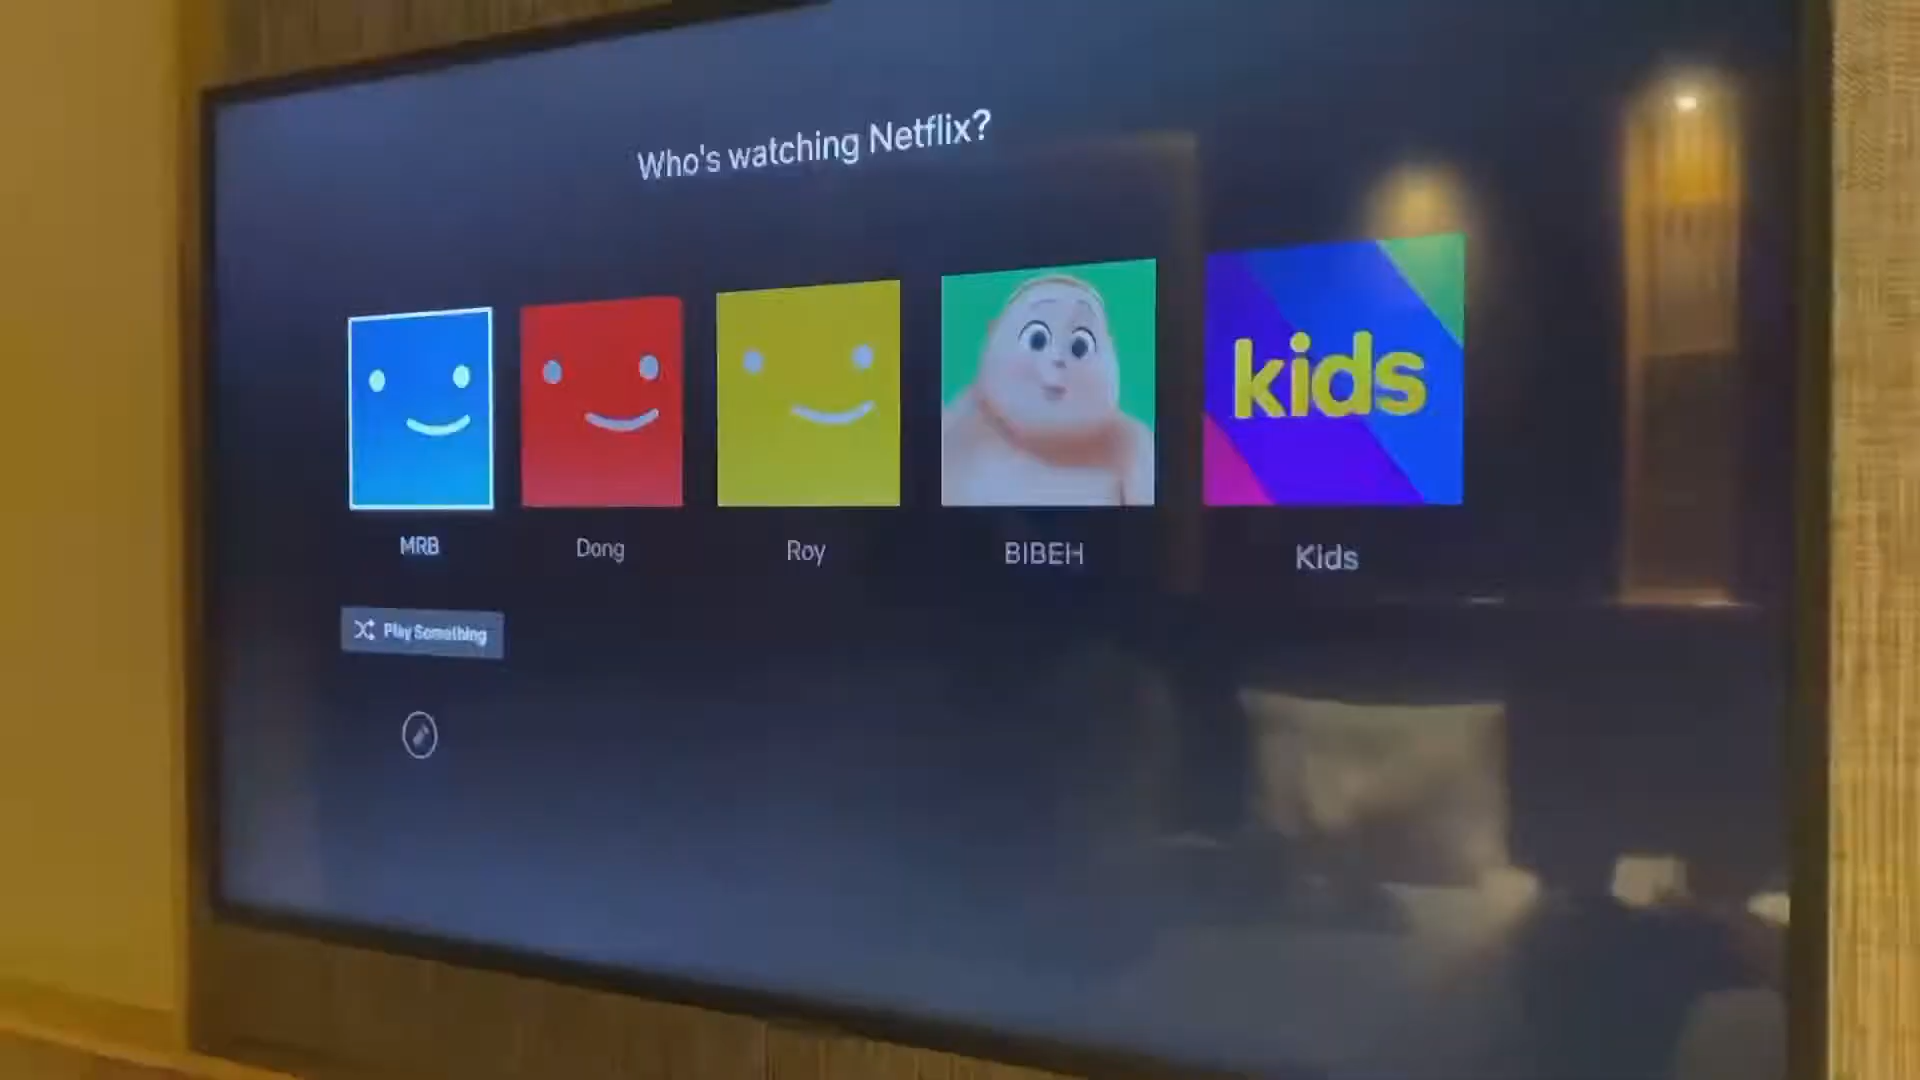 Who's watching Netflix?
kids
MRB
Dong
Roy
BIBEH
Kids
Play Something